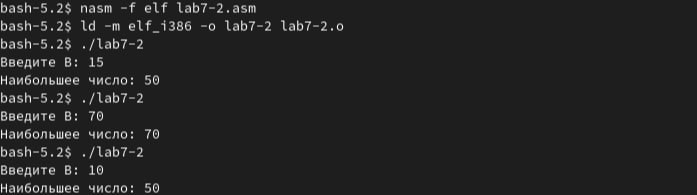 bash-5.2$ nasm -f elf lab7-2.asm
bash-5.2$ ld -m elf_i386 -o lab7-2 lab7-2.o
bash-5.2$ ./lab7-2
Введите B: 15
Наибольшее число: 50
bash-5.2$ ./lab7-2
Введите B: 70
Наибольшее число: 70
bash-5.2$ ./lab7-2
Введите B: 10
Наибольшее число: 50